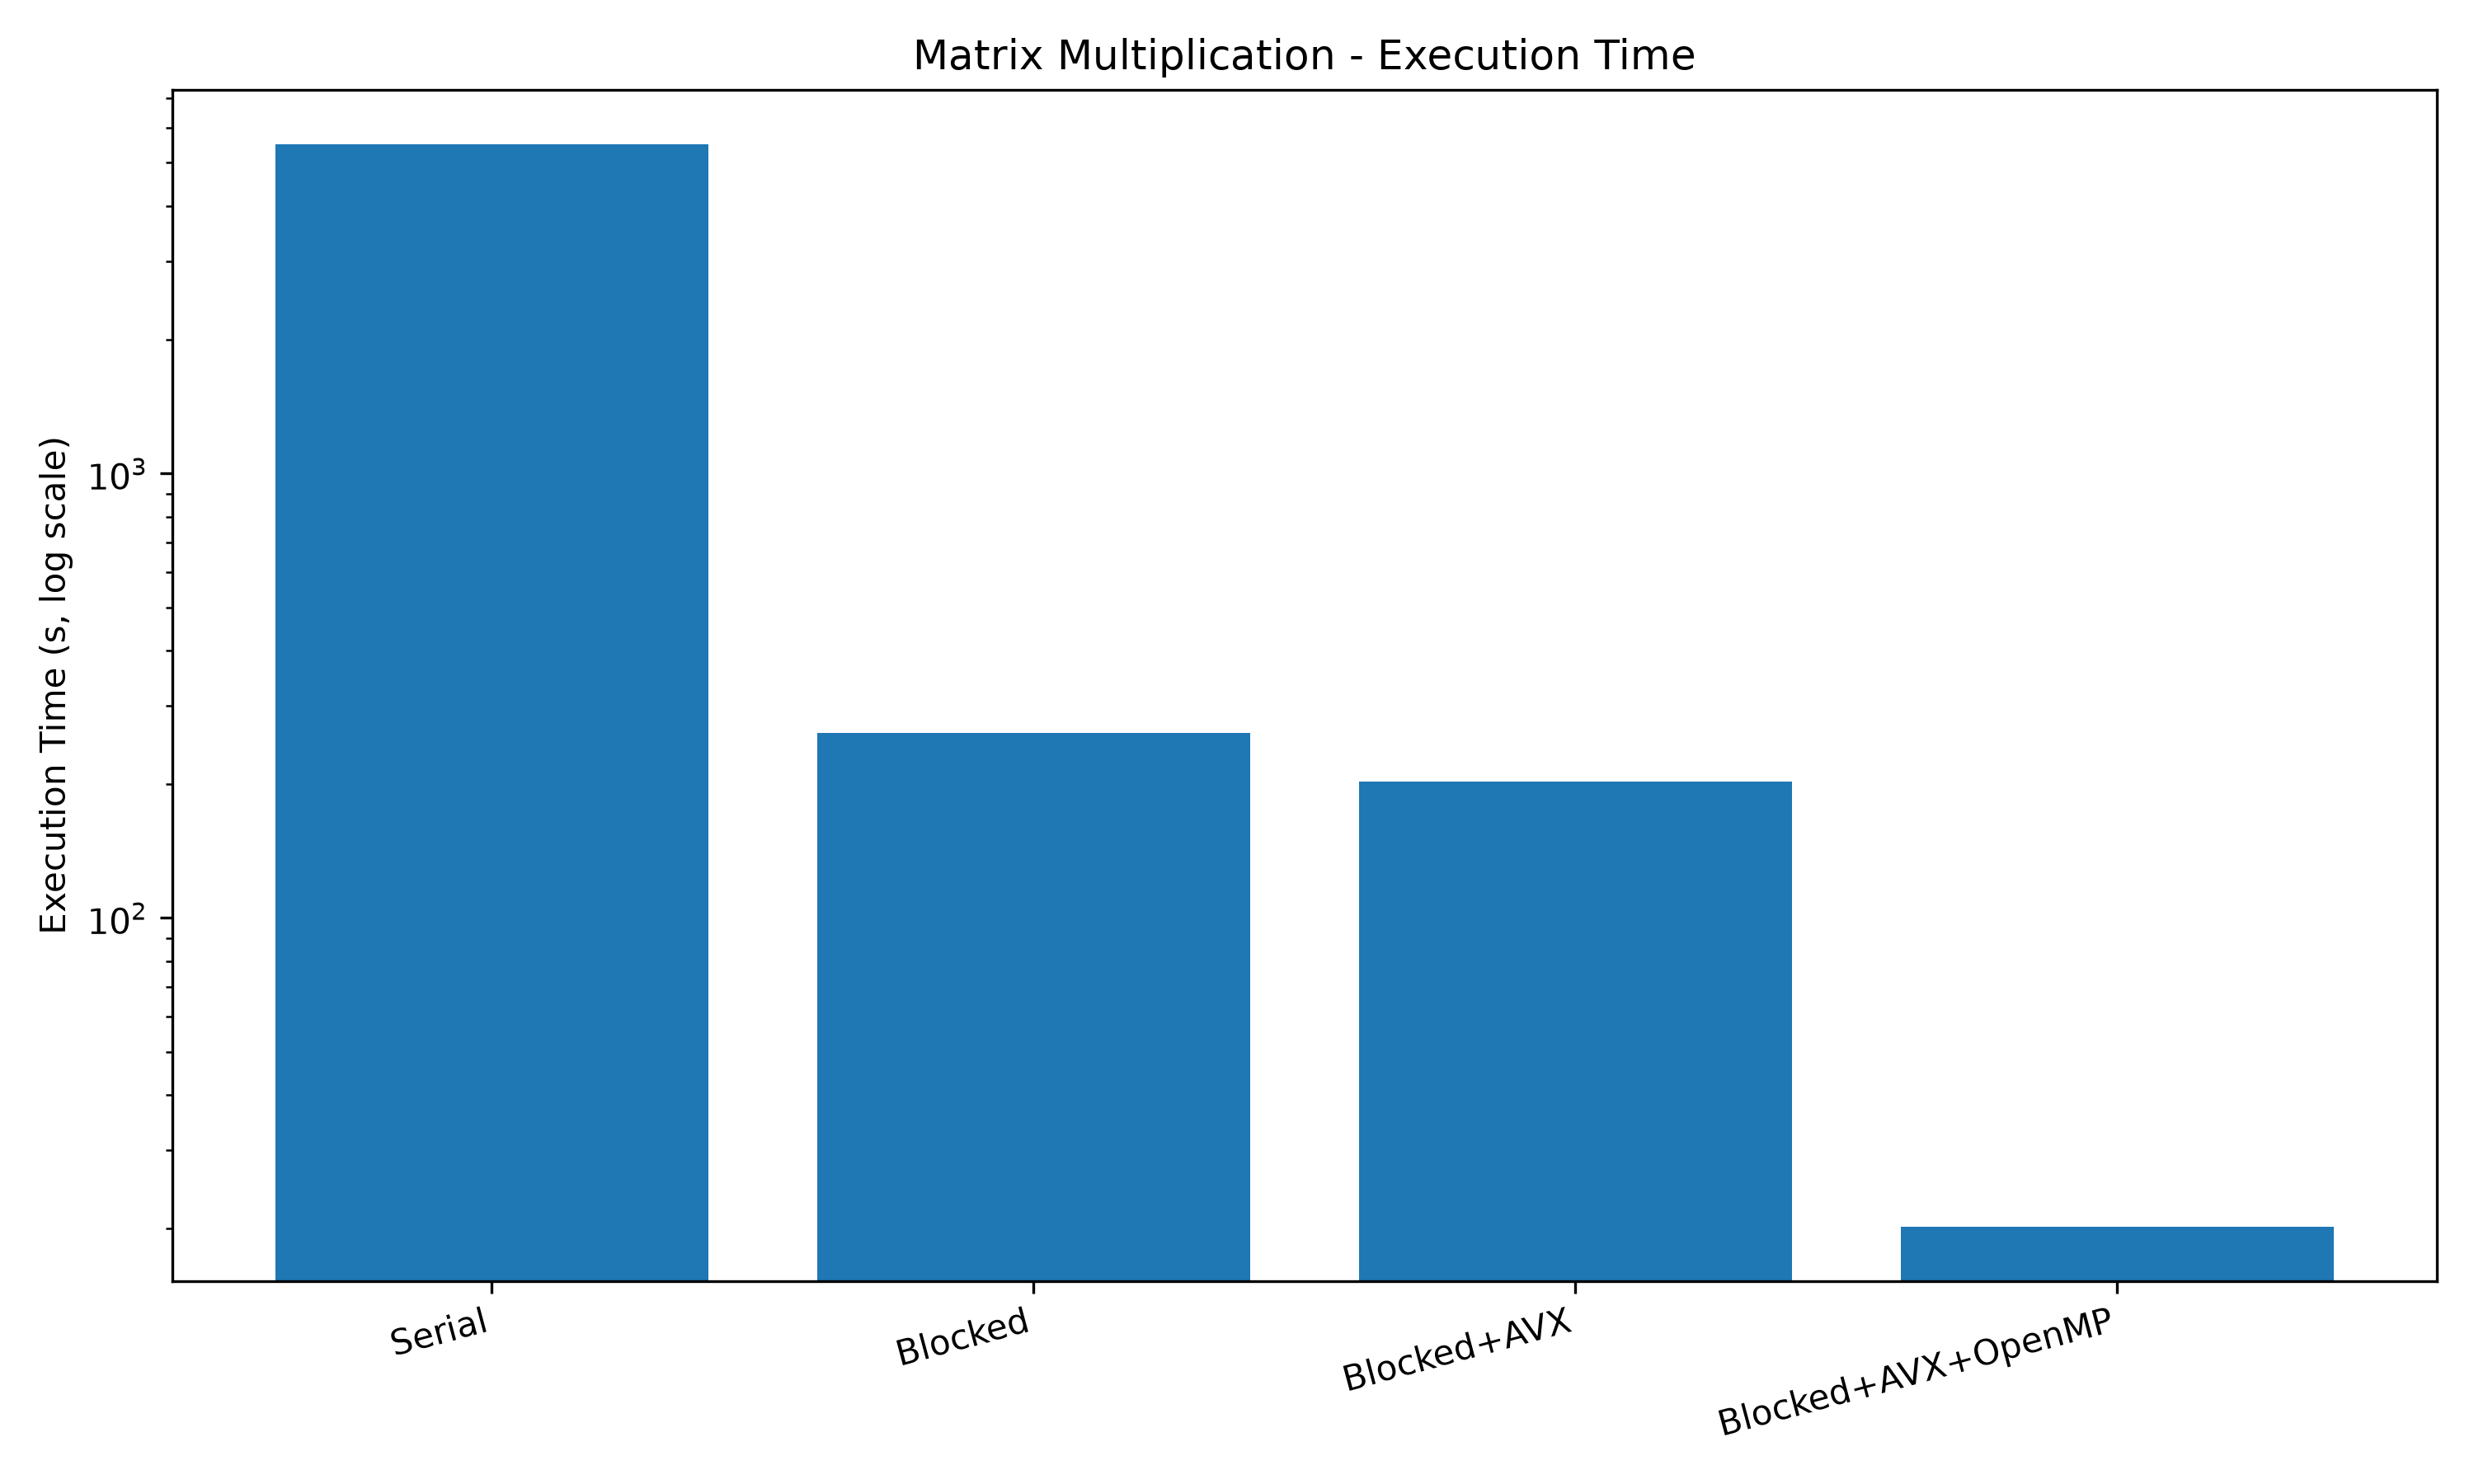 Matrix Multiplication - Execution Time
Execution Time (s, log scale)
10³
10²
Serial
Blocked
Blocked+AVX
Blocked+AVX+OpenMP